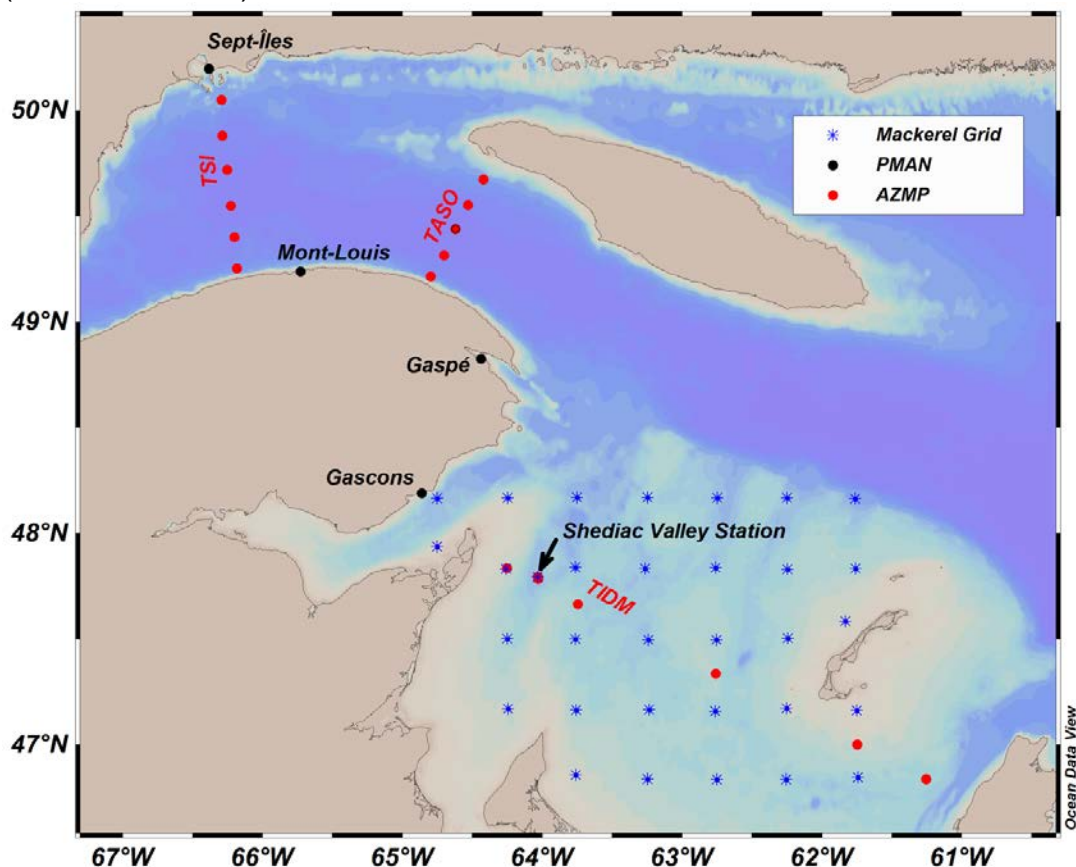 Sept-Îles
50°N
Mackerel Grid
PMAN
AZMP
TSI
TASO
Mont-Louis
49°N
Gaspé
Gascons
48°N
Shediac Valley Station
TIDM
47°N
Ocean Data View
67°W 66°W 65°W 64°W 63°W 62°W 61°W